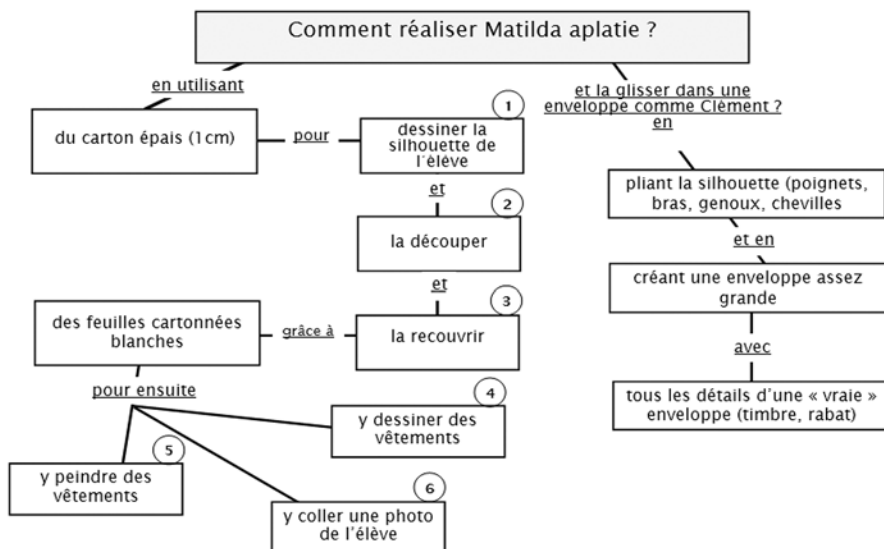 Comment réaliser Matilda aplatie ?
en utilisant
du carton épais (1cm)
pour
1
dessiner la
silhouette de
l'élève
et
2
la découper
et
3
la recouvrir
grâce à
des feuilles cartonnées
blanches
pour ensuite
4
y dessiner des
vêtements
5
y peindre des
vêtements
6
y coller une photo
de l'élève
et la glisser dans une
enveloppe comme Clément ?
en
pliant la silhouette (poignets,
bras, genoux, chevilles
et en
créant une enveloppe assez
grande
avec
tous les détails d'une « vraie »
enveloppe (timbre, rabat)